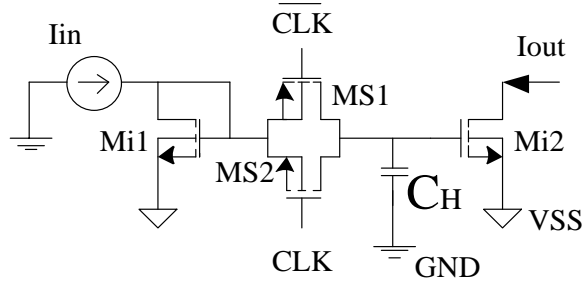 CLK
Iin
Iout
MS1
Mi1
Mi2
MS2
CH
VSS
CLK
GND